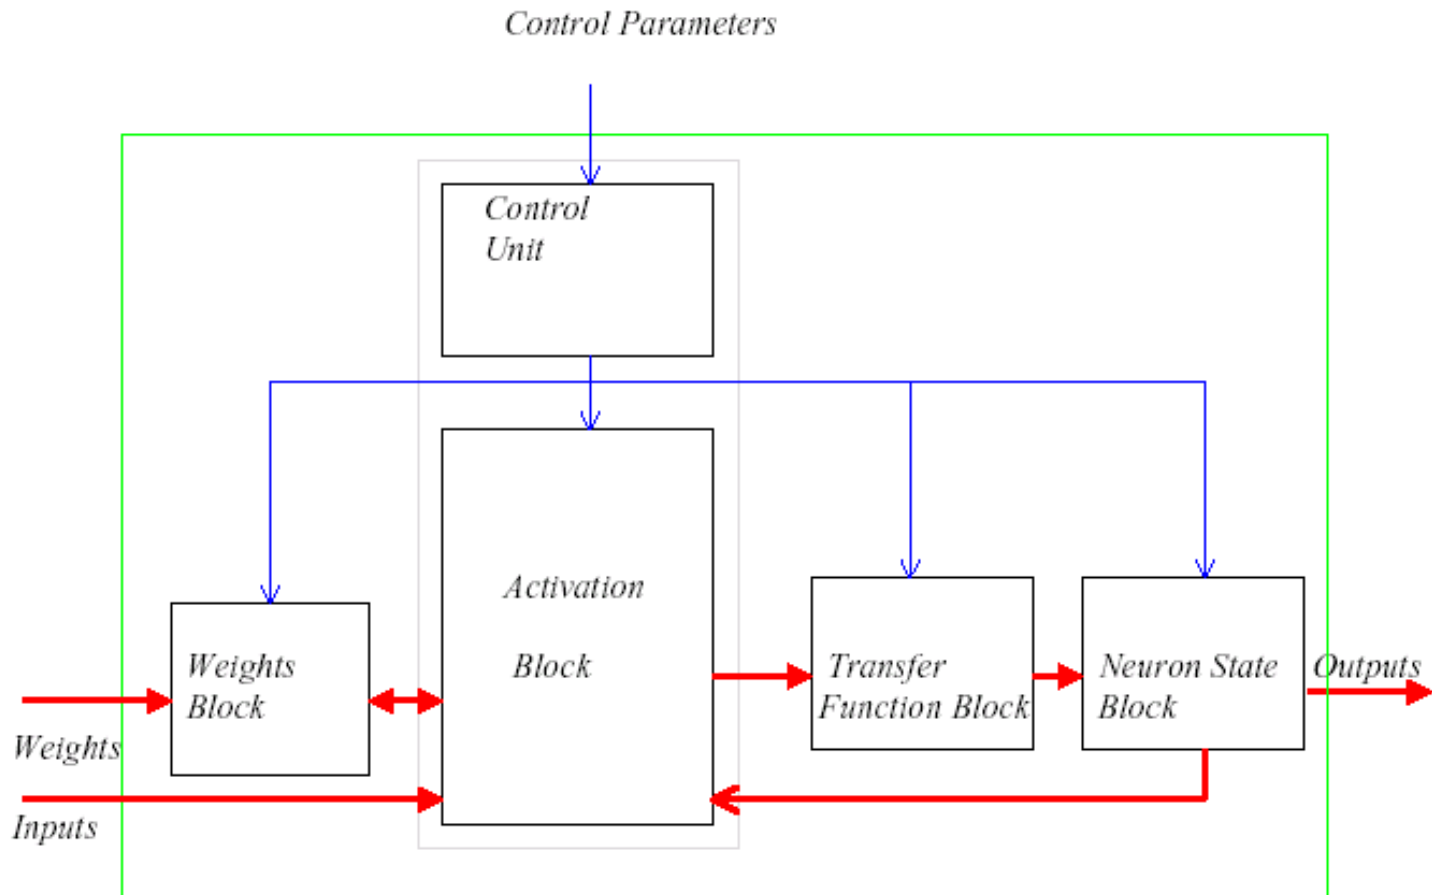 Control Parameters
Control
Unit
Activation
Block
Weights
Block
Transfer
Function Block
Neuron State
Block
Outputs
Weights
Inputs